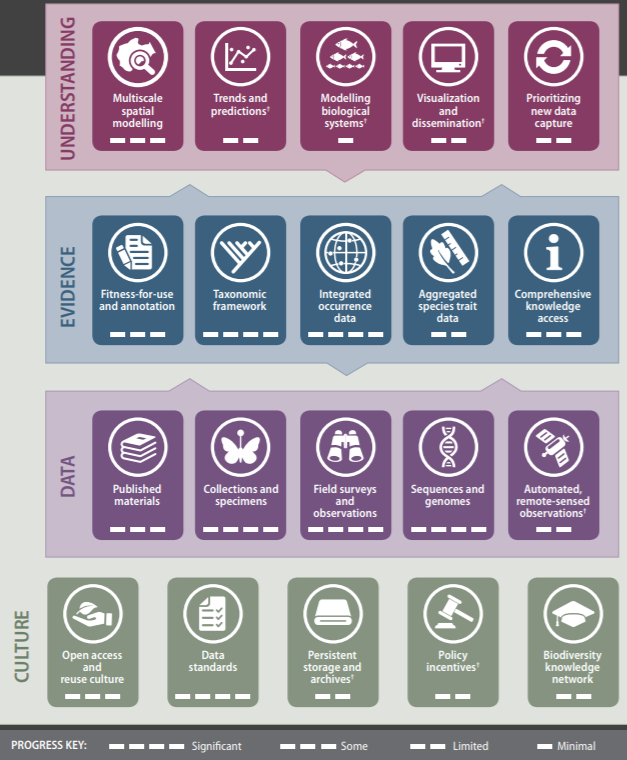 UNDERSTANDING
Multiscale
spatial
modelling
Trends and
predictions†
Modelling
biological
systems†
Visualization
and
dissemination†
Prioritizing
new data
capture
EVIDENCE
Fitness-for-use
and annotation
Taxonomic
framework
Integrated
occurrence
data
Aggregated
species trait
data
Comprehensive
knowledge
access
DATA
Published
materials
Collections and
specimens
Field surveys
and
observations
Sequences and
genomes
Automated,
remote-sensed
observations†
CULTURE
Open access
and
reuse culture
Data
standards
Persistent
storage and
archives†
Policy
incentives†
Biodiversity
knowledge
network
PROGRESS KEY: Significant Some Limited Minimal